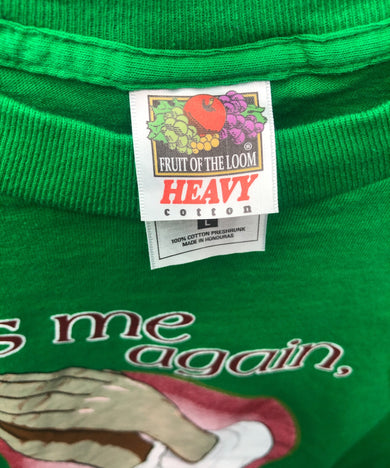 FRUIT OF THE LOOM ®
HEAVY
cotton
L
100% COTTON PRESHRUNK
MADE IN HONDURAS
s me
again,